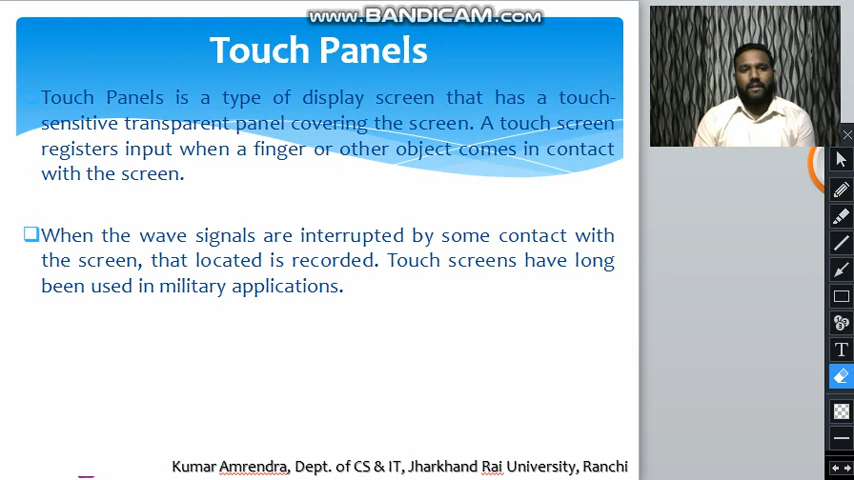 www.BANDICAM.com
Touch Panels
Touch Panels is a type of display screen that has a touch-
sensitive transparent panel covering the screen. A touch screen
registers input when a finger or other object comes in contact
with the screen.
When the wave signals are interrupted by some contact with
the screen, that located is recorded. Touch screens have long
been used in military applications.
Kumar Amrendra, Dept. of CS & IT, Jharkhand Rai University, Ranchi